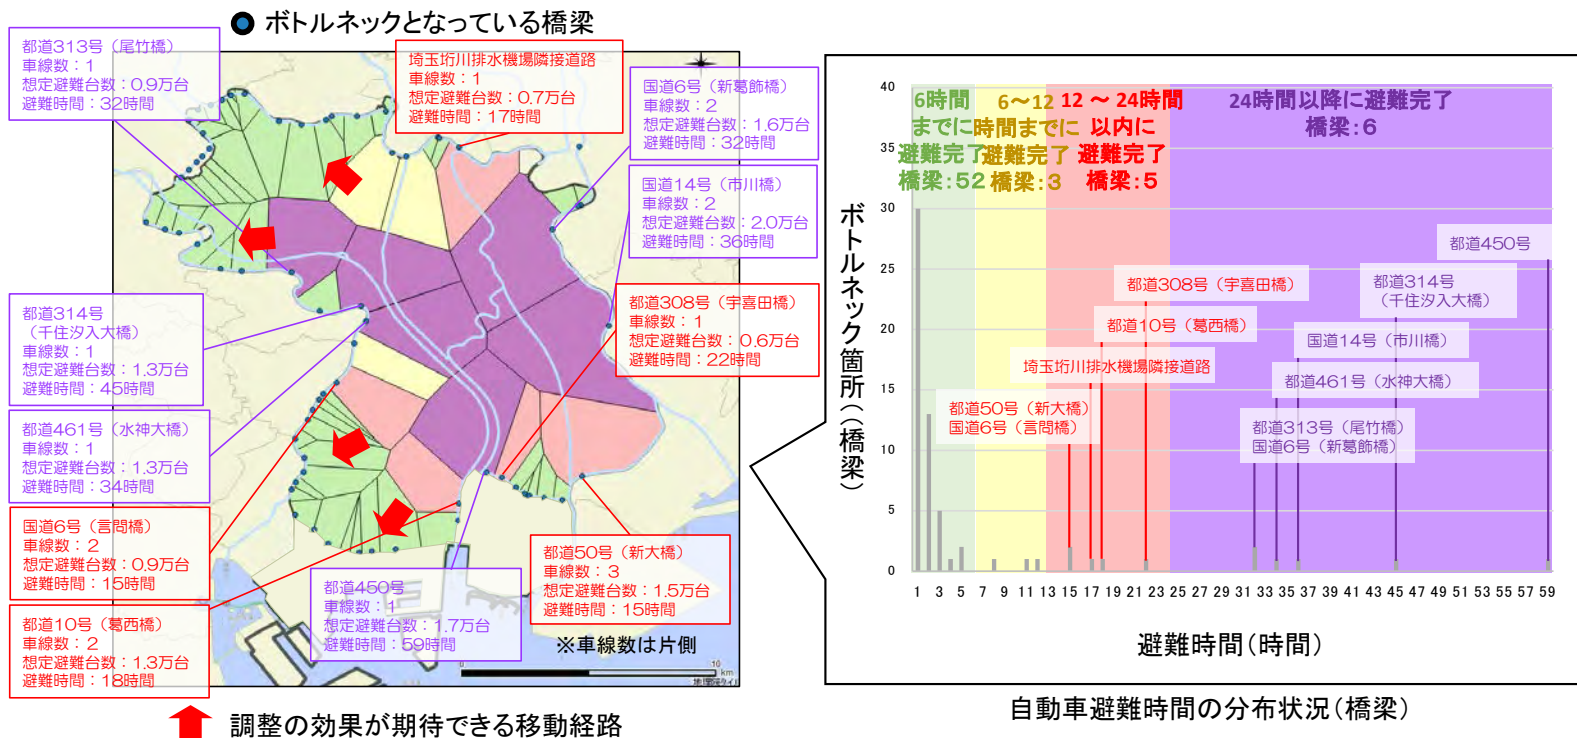 ボトルネックとなっている橋梁
都道313号（尾竹橋）
車線数：1
想定避難台数：0.9万台
避難時間：32時間
埼玉垳川排水機場隣接道路
車線数：1
想定避難台数：0.7万台
避難時間：17時間
国道6号（新葛飾橋）
車線数：2
想定避難台数：1.6万台
避難時間：32時間
国道14号（市川橋）
車線数：2
想定避難台数：2.0万台
避難時間：36時間
都道314号
（千住汐入大橋）
車線数：1
想定避難台数：1.3万台
避難時間：45時間
都道308号（宇喜田橋）
車線数：1
想定避難台数：0.6万台
避難時間：22時間
都道461号（水神大橋）
車線数：1
想定避難台数：1.3万台
避難時間：34時間
国道6号（言問橋）
車線数：2
想定避難台数：0.9万台
避難時間：15時間
都道50号（新大橋）
車線数：3
想定避難台数：1.5万台
避難時間：15時間
都道450号
車線数：1
想定避難台数：1.7万台
避難時間：59時間
都道10号（葛西橋）
車線数：2
想定避難台数：1.3万台
避難時間：18時間
※車線数は片側
0
10
km
調整の効果が期待できる移動経路
6時間
までに
避難完了
橋梁：52
6～12
時間までに
避難完了
橋梁：3
12 ～ 24時間
以内に
避難完了
橋梁：5
24時間以降に避難完了
橋梁：6
ボトルネック箇所（（橋梁）
40
35
30
25
20
15
10
5
0
都道450号
都道314号
（千住汐入大橋）
都道308号（宇喜田橋）
都道10号（葛西橋）
国道14号（市川橋）
埼玉垳川排水機場隣接道路
都道461号（水神大橋）
都道50号（新大橋）
国道6号（言問橋）
都道313号（尾竹橋）
国道6号（新葛飾橋）
1 3 5 7 9 11 13 15 17 19 21 23 25 27 29 31 33 35 37 39 41 43 45 47 49 51 53 55 57 59
避難時間（時間）
自動車避難時間の分布状況（橋梁）